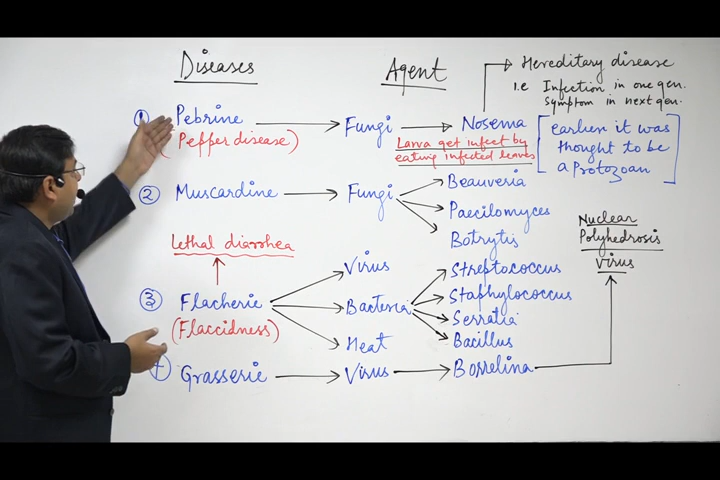 Diseases
Agent
Hereditary disease
i.e Infection in one gen.
Symptom in next gen.
① Pebrine
Fungi
Nosema
(Pepper disease)
Larva get infect by
eating infected leaves
[earlier it was
thought to be
a Protozoan]
② Muscardine
Fungi
Beauveria
Paecilomyces
Botrytis
Nuclear
Polyhedrosis
Virus
Lethal diarrhea
Virus
Streptococcus
③ Flacherie
Bacteria
Staphylococcus
Serratia
(Flaccidness)
Heat
Bacillus
④ Grasserie
Virus
Borrelina